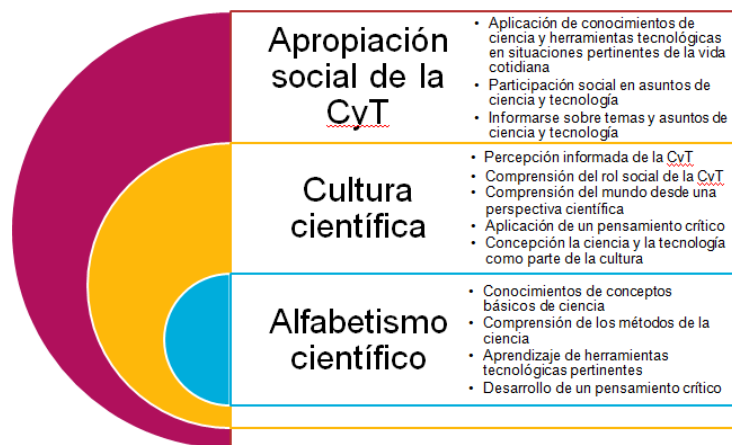 Apropiación
social de la
CyT
• Aplicación de conocimientos de
ciencia y herramientas tecnológicas
en situaciones pertinentes de la vida
cotidiana
• Participación social en asuntos de
ciencia y tecnología
• Informarse sobre temas y asuntos de
ciencia y tecnología
Cultura
científica
• Percepción informada de la CyT
• Comprensión del rol social de la CyT
• Comprensión del mundo desde una
perspectiva científica
• Aplicación de un pensamiento crítico
• Concepción la ciencia y la tecnología
como parte de la cultura
Alfabetismo
científico
• Conocimientos de conceptos
básicos de ciencia
• Comprensión de los métodos de la
ciencia
• Aprendizaje de herramientas
tecnológicas pertinentes
• Desarrollo de un pensamiento crítico